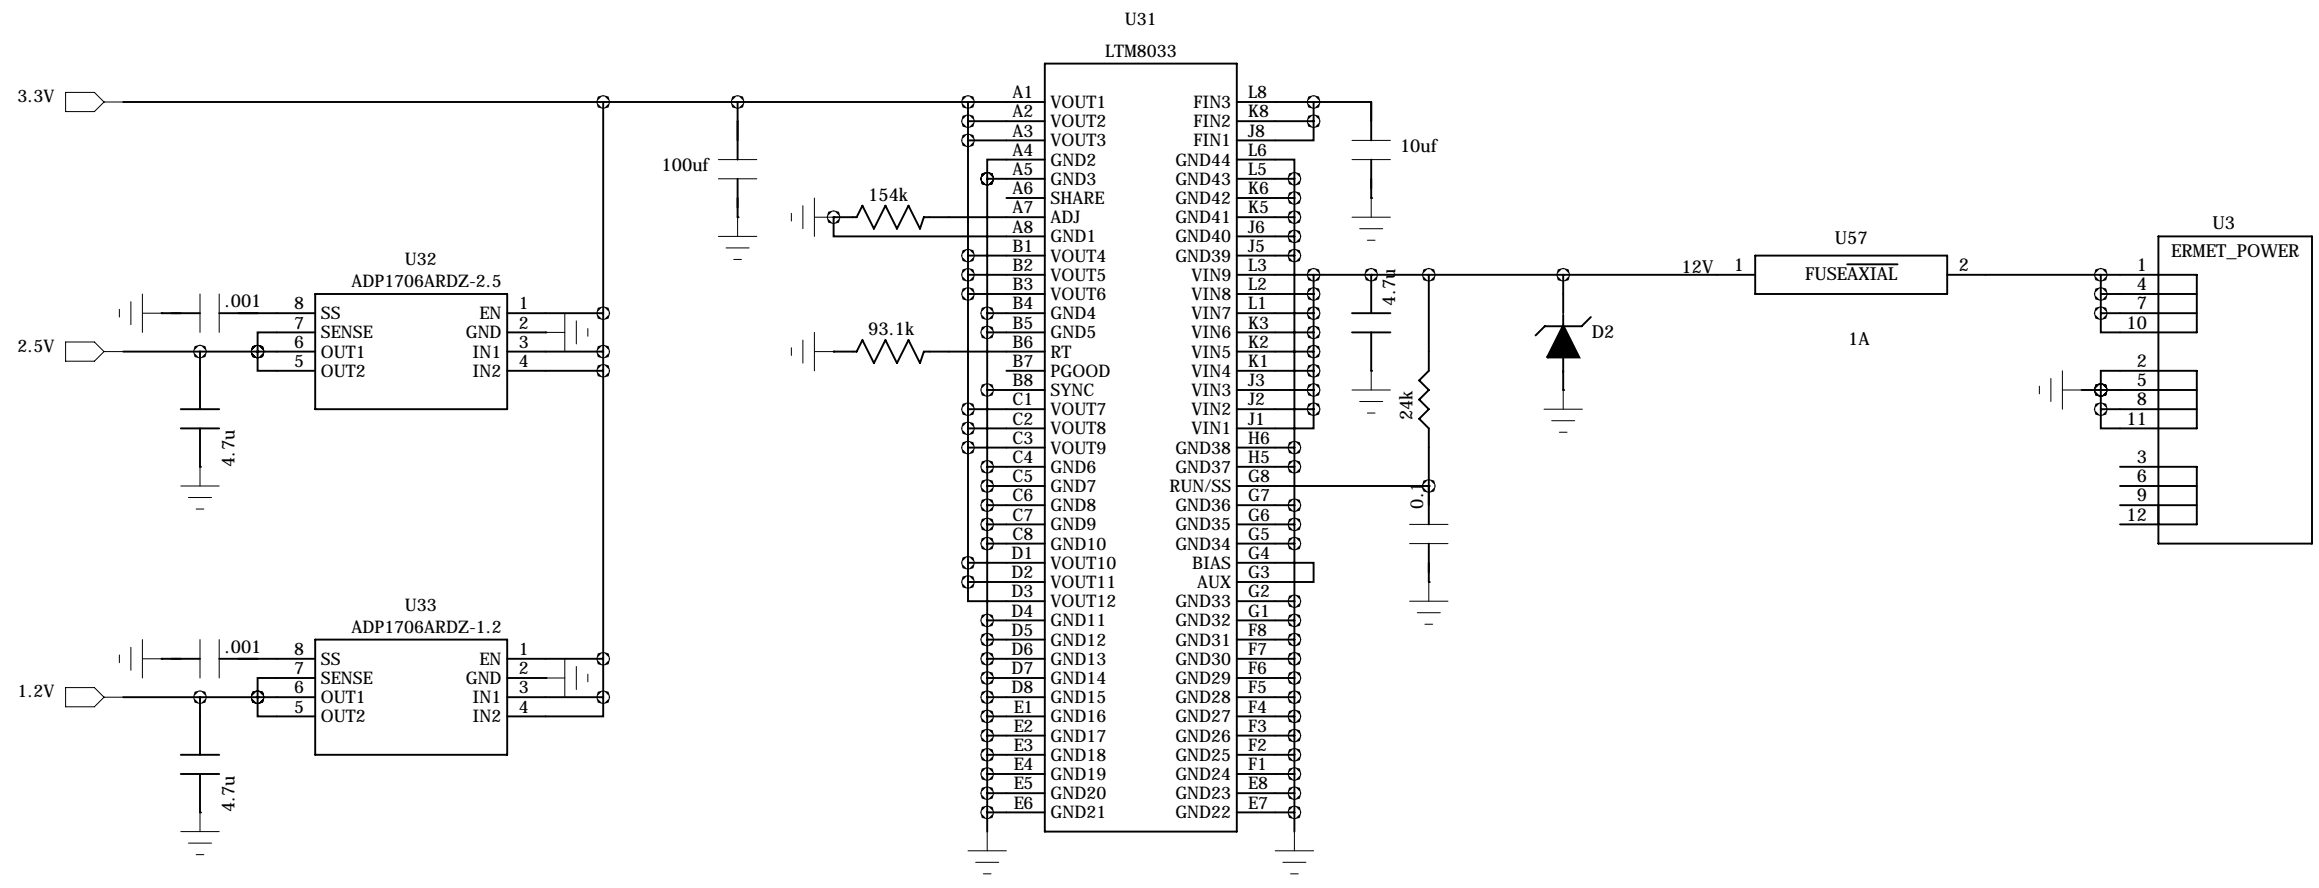 U31
LTM8033
3.3V
100uf
154k
93.1k
A1 VOUT1 FIN3 L8
A2 VOUT2 FIN2 K8
A3 VOUT3 FIN1 J8
A4 GND2 GND44 L6
A5 GND3 GND43 L5
A6 SHARE GND42 K6
A7 ADJ GND41 K5
A8 GND1 GND40 J6
B1 VOUT4 GND39 J5
B2 VOUT5 VIN9 L3
B3 VOUT6 VIN8 L2
B4 GND4 VIN7 L1
B5 GND5 VIN6 K3
B6 RT VIN5 K2
B7 PGOOD VIN4 K1
B8 SYNC VIN3 J3
C1 VOUT7 VIN2 J2
C2 VOUT8 VIN1 J1
C3 VOUT9 GND38 H6
C4 GND6 GND37 H5
C5 GND7 RUN/SS G8
C6 GND8 GND36 G7
C7 GND9 GND35 G6
C8 GND10 GND34 G5
D1 VOUT10 BIAS G4
D2 VOUT11 AUX G3
D3 VOUT12 GND33 G2
D4 GND11 GND32 G1
D5 GND12 GND31 F8
D6 GND13 GND30 F7
D7 GND14 GND29 F6
D8 GND15 GND28 F5
E1 GND16 GND27 F4
E2 GND17 GND26 F3
E3 GND18 GND25 F2
E4 GND19 GND24 F1
E5 GND20 GND23 E8
E6 GND21 GND22 E7
10uf
4.7u
24k
0.1
D2
12V
U57
1 FUSEAXIAL 2
1A
U3
ERMET_POWER
1
4
7
10
2
5
8
11
3
6
9
12
U32
ADP1706ARDZ-2.5
.001
8 SS EN 1
7 SENSE GND 2
6 OUT1 IN1 3
5 OUT2 IN2 4
2.5V
4.7u
U33
ADP1706ARDZ-1.2
.001
8 SS EN 1
7 SENSE GND 2
6 OUT1 IN1 3
5 OUT2 IN2 4
1.2V
4.7u